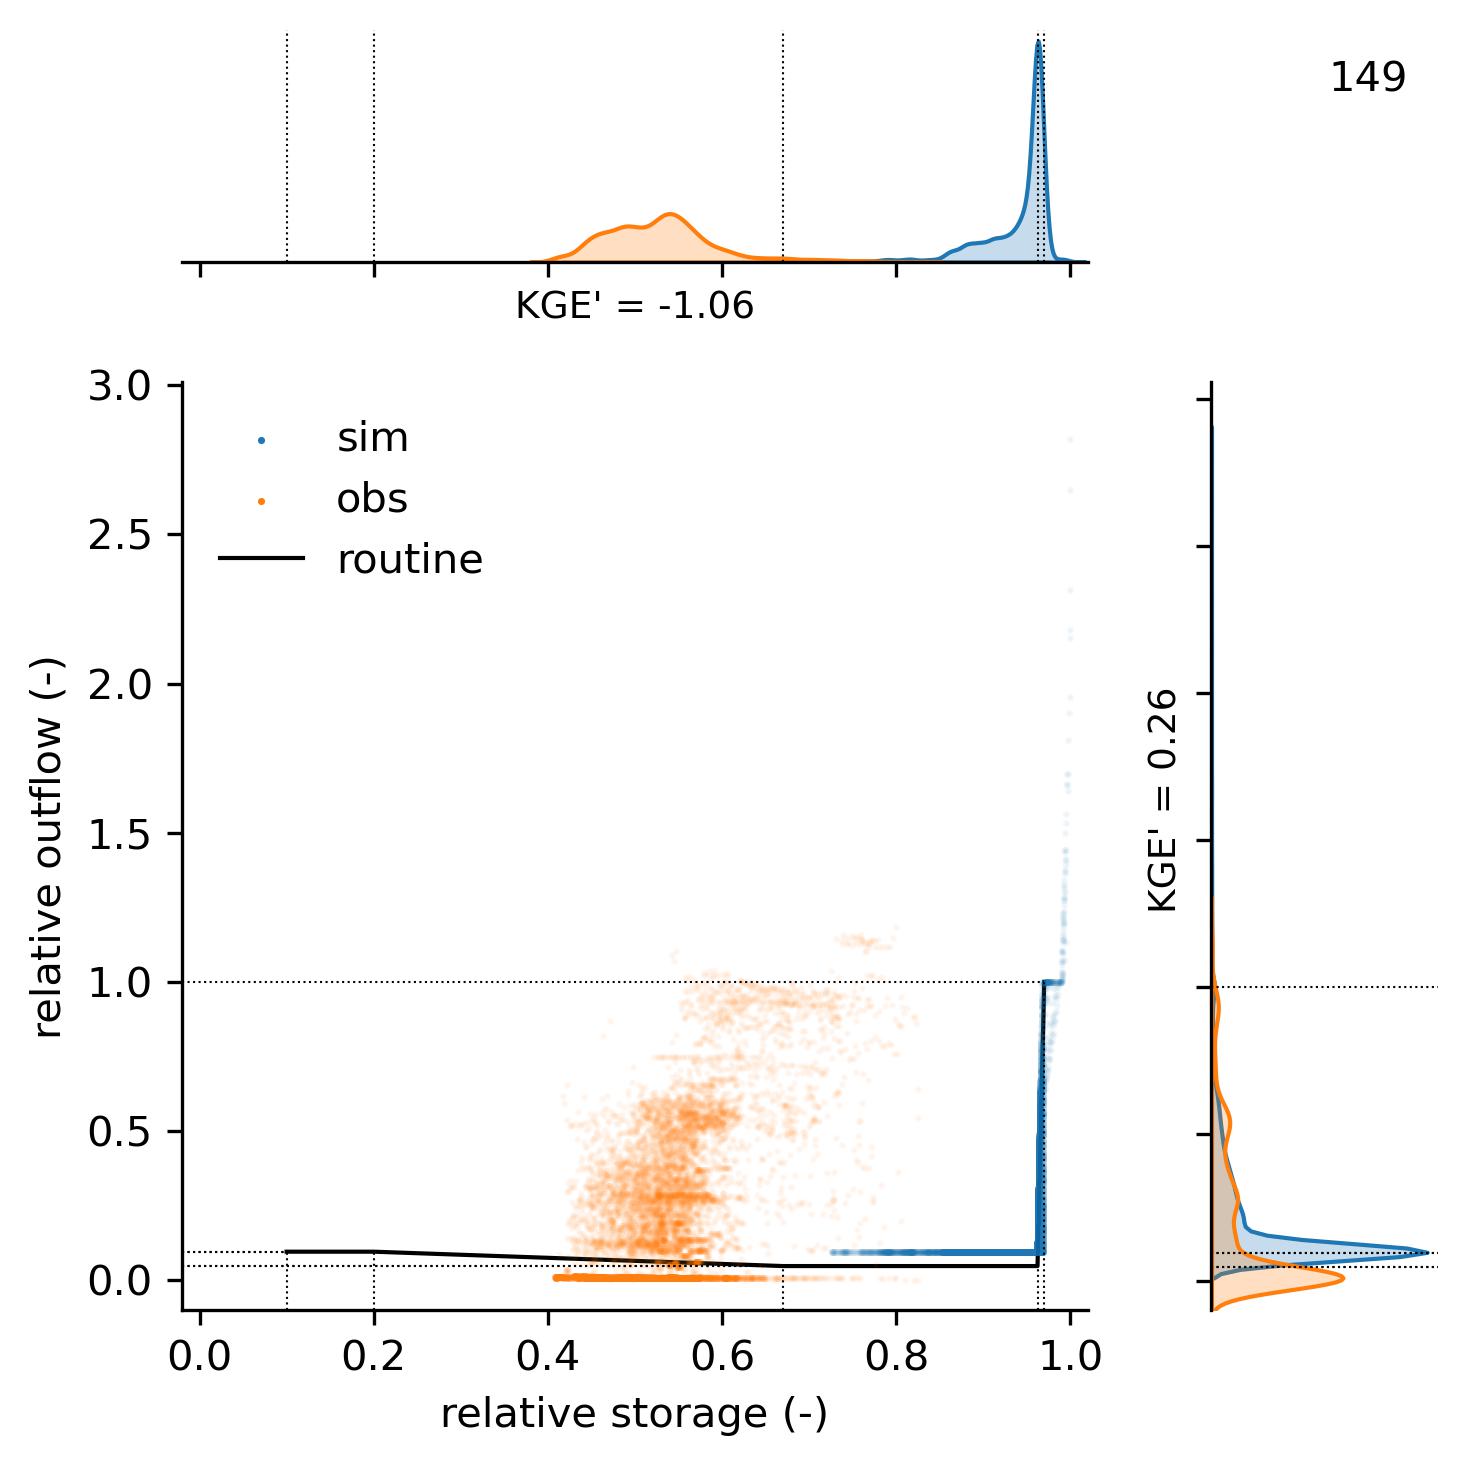 149
KGE' = -1.06
3.0
2.5
2.0
1.5
1.0
0.5
0.0
relative outflow (-)
sim
obs
routine
KGE' = 0.26
0.0 0.2 0.4 0.6 0.8 1.0
relative storage (-)